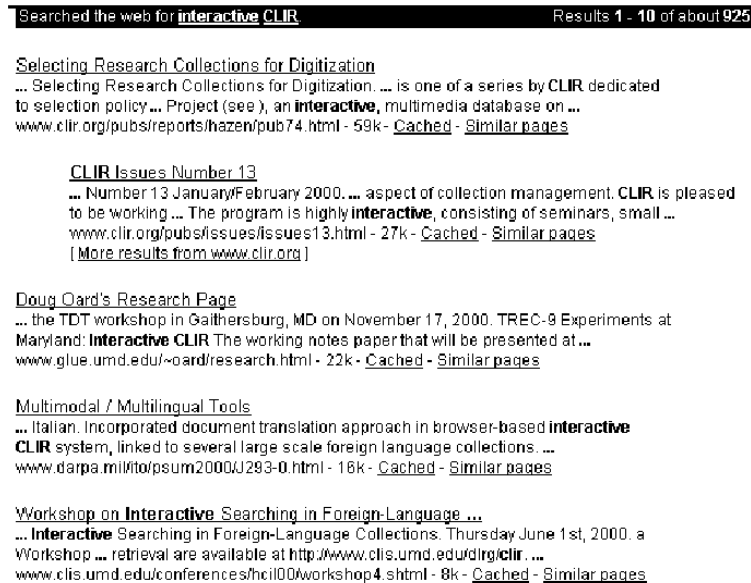 Searched the web for interactive CLIR. Results 1 - 10 of about 925
Selecting Research Collections for Digitization
... Selecting Research Collections for Digitization. ... is one of a series by CLIR dedicated
to selection policy ... Project (see ), an interactive, multimedia database on ...
www.clir.org/pubs/reports/hazen/pub74.html - 59k - Cached - Similar pages
CLIR Issues Number 13
... Number 13 January/February 2000. ... aspect of collection management. CLIR is pleased
to be working ... The program is highly interactive, consisting of seminars, small ...
www.clir.org/pubs/issues/issues13.html - 27k - Cached - Similar pages
[ More results from www.clir.org ]
Doug Oard's Research Page
... the TDT workshop in Gaithersburg, MD on November 17, 2000. TREC-9 Experiments at
Maryland: Interactive CLIR The working notes paper that will be presented at ...
www.glue.umd.edu/~oard/research.html - 22k - Cached - Similar pages
Multimodal / Multilingual Tools
... Italian. Incorporated document translation approach in browser-based interactive
CLIR system, linked to several large scale foreign language collections. ...
www.darpa.mil/ito/psum2000/J293-0.html - 16k - Cached - Similar pages
Workshop on Interactive Searching in Foreign-Language ...
... Interactive Searching in Foreign-Language Collections. Thursday June 1st, 2000. a
Workshop ... retrieval are available at http://www.clis.umd.edu/dlrg/clir. ...
www.clis.umd.edu/conferences/hcil00/workshop4.shtml - 8k - Cached - Similar pages